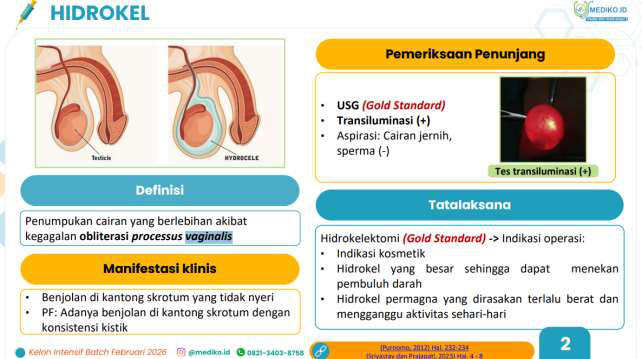 HIDROKEL
MEDIKO.ID
Testicle
HYDROCELE
Definisi
Penumpukan cairan yang berlebihan akibat
kegagalan obliterasi processus vaginalis
Manifestasi klinis
• Benjolan di kantong skrotum yang tidak nyeri
• PF: Adanya benjolan di kantong skrotum dengan
konsistensi kistik
Pemeriksaan Penunjang
• USG (Gold Standard)
• Transiluminasi (+)
• Aspirasi: Cairan jernih,
sperma (-)
Tes transiluminasi (+)
Tatalaksana
Hidrokelektomi (Gold Standard) -> Indikasi operasi:
• Indikasi kosmetik
• Hidrokel yang besar sehingga dapat menekan
pembuluh darah
• Hidrokel permagna yang dirasakan terlalu berat dan
mengganggu aktivitas sehari-hari
Kelon Intensif Batch Februari 2026
@mediko.id
0821-3403-8758
(Purnomo, 2012) Hal. 232-234
(Srivastav dan Prajapati, 2023) Hal. 4 - 8
2